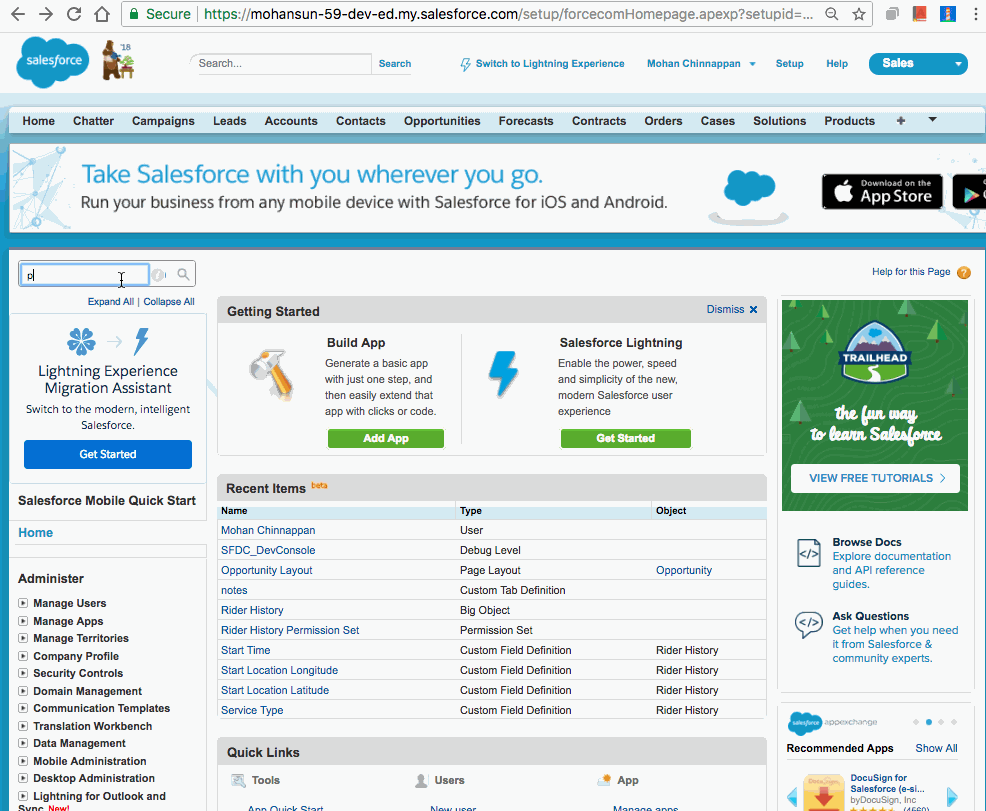 Secure
https://mohansun-59-dev-ed.my.salesforce.com/setup/forcecomHomepage.apexp?setupid=...
salesforce
'18
Search...
Search
Switch to Lightning Experience
Mohan Chinnappan
Setup
Help
Sales
Home Chatter Campaigns Leads Accounts Contacts Opportunities Forecasts Contracts Orders Cases Solutions Products +
Take Salesforce with you wherever you go.
Run your business from any mobile device with Salesforce for iOS and Android.
Download on the
App Store
p
Expand All | Collapse All
Lightning Experience
Migration Assistant
Switch to the modern, intelligent
Salesforce.
Get Started
Salesforce Mobile Quick Start
Home
Administer
Manage Users
Manage Apps
Manage Territories
Company Profile
Security Controls
Domain Management
Communication Templates
Translation Workbench
Data Management
Mobile Administration
Desktop Administration
Lightning for Outlook and
Sync New!
Help for this Page ?
Getting Started
Dismiss X
Build App
Generate a basic app
with just one step, and
then easily extend that
app with clicks or code.
Add App
Salesforce Lightning
Enable the power, speed
and simplicity of the new,
modern Salesforce user
experience
Get Started
Recent Items beta
Name Type Object
Mohan Chinnappan User
SFDC_DevConsole Debug Level
Opportunity Layout Page Layout Opportunity
notes Custom Tab Definition
Rider History Big Object
Rider History Permission Set Permission Set
Start Time Custom Field Definition Rider History
Start Location Longitude Custom Field Definition Rider History
Start Location Latitude Custom Field Definition Rider History
Service Type Custom Field Definition Rider History
Quick Links
Tools Users App
App Quick Start New user Manage apps
TRAILHEAD
the fun way
to learn Salesforce
VIEW FREE TUTORIALS
Browse Docs
Explore documentation
and API reference
guides.
Ask Questions
Get help when you need
it from Salesforce &
community experts.
salesforce appexchange
Recommended Apps Show All
DocuSign for
Salesforce (e-si...
byDocuSign, Inc
(4560)
DocuSign